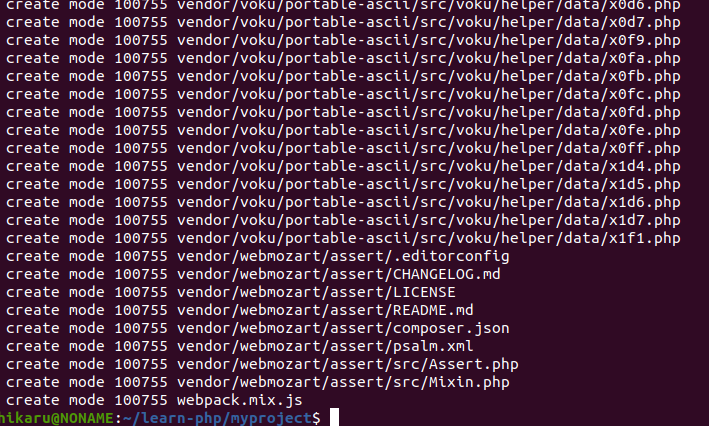 create mode 100755 vendor/voku/portable-ascii/src/voku/helper/data/x0d6.php
create mode 100755 vendor/voku/portable-ascii/src/voku/helper/data/x0d7.php
create mode 100755 vendor/voku/portable-ascii/src/voku/helper/data/x0f9.php
create mode 100755 vendor/voku/portable-ascii/src/voku/helper/data/x0fa.php
create mode 100755 vendor/voku/portable-ascii/src/voku/helper/data/x0fb.php
create mode 100755 vendor/voku/portable-ascii/src/voku/helper/data/x0fc.php
create mode 100755 vendor/voku/portable-ascii/src/voku/helper/data/x0fd.php
create mode 100755 vendor/voku/portable-ascii/src/voku/helper/data/x0fe.php
create mode 100755 vendor/voku/portable-ascii/src/voku/helper/data/x0ff.php
create mode 100755 vendor/voku/portable-ascii/src/voku/helper/data/x1d4.php
create mode 100755 vendor/voku/portable-ascii/src/voku/helper/data/x1d5.php
create mode 100755 vendor/voku/portable-ascii/src/voku/helper/data/x1d6.php
create mode 100755 vendor/voku/portable-ascii/src/voku/helper/data/x1d7.php
create mode 100755 vendor/voku/portable-ascii/src/voku/helper/data/x1f1.php
create mode 100755 vendor/webmozart/assert/.editorconfig
create mode 100755 vendor/webmozart/assert/CHANGELOG.md
create mode 100755 vendor/webmozart/assert/LICENSE
create mode 100755 vendor/webmozart/assert/README.md
create mode 100755 vendor/webmozart/assert/composer.json
create mode 100755 vendor/webmozart/assert/psalm.xml
create mode 100755 vendor/webmozart/assert/src/Assert.php
create mode 100755 vendor/webmozart/assert/src/Mixin.php
create mode 100755 webpack.mix.js
hikaru@NONAME:~/learn-php/myproject$